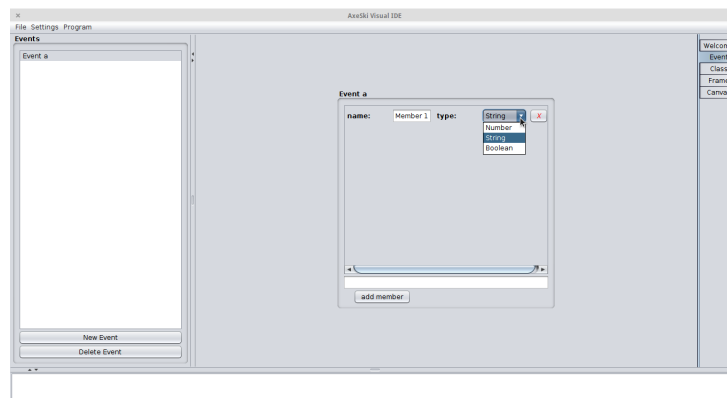 AxeSki Visual IDE
File Settings Program
Events
Event a
New Event
Delete Event
Event a
name: Member 1 type: String X
Number
String
Boolean
add member
Welcom
Event
Class
Frame
Canva